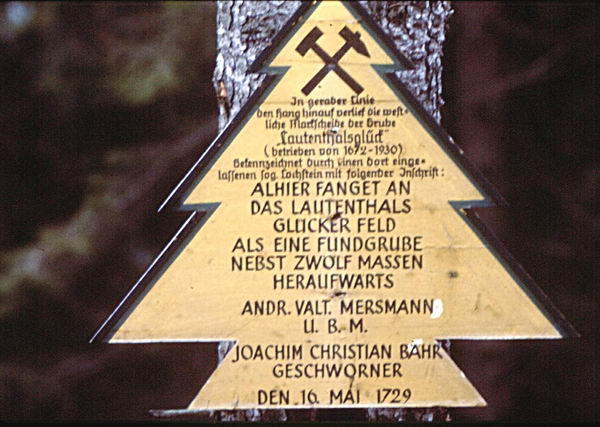 In gerader Linie
den Hang hinauf verlief die west-
liche Markscheide der Grube
"Lautenthalsglück"
(betrieben von 1672-1930)
Gekennzeichnet durch einen dort einge-
lassenen sog. Lochstein mit folgender Inschrift:
ALHIER FANGET AN
DAS LAUTENTHALS
GLÜCKER FELD
ALS EINE FUNDGRUBE
NEBST ZWÖLF MASSEN
HERAUFWARTS
ANDR. VALT. MERSMANN
U. B. M.
JOACHIM CHRISTIAN BÄHR
GESCHWORNER
DEN 16. MAI 1729